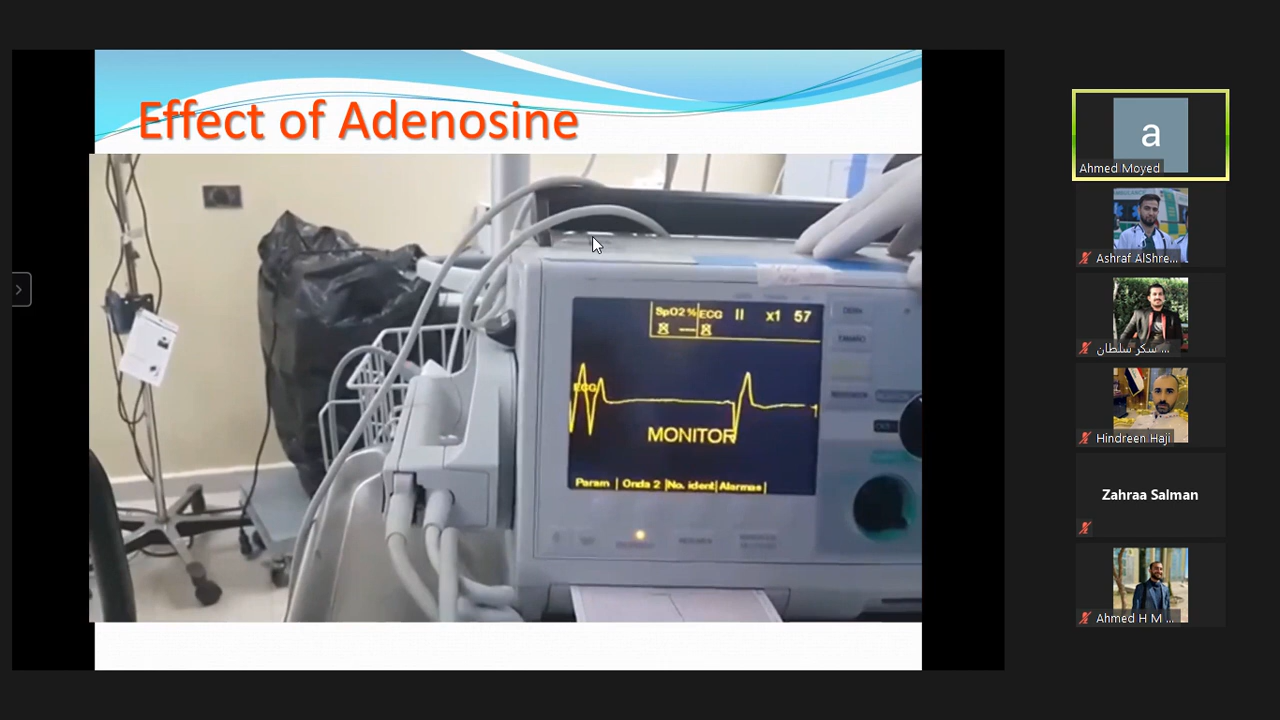 Effect of Adenosine
SpO2% ECG II x1 57
ECG
MONITOR
Param | Onda 2 | No. ident | Alarmas |
a
Ahmed Moyed
Ashraf AlShre...
سكر سلطان ...
Hindreen Haji
Zahraa Salman
Ahmed H M ...